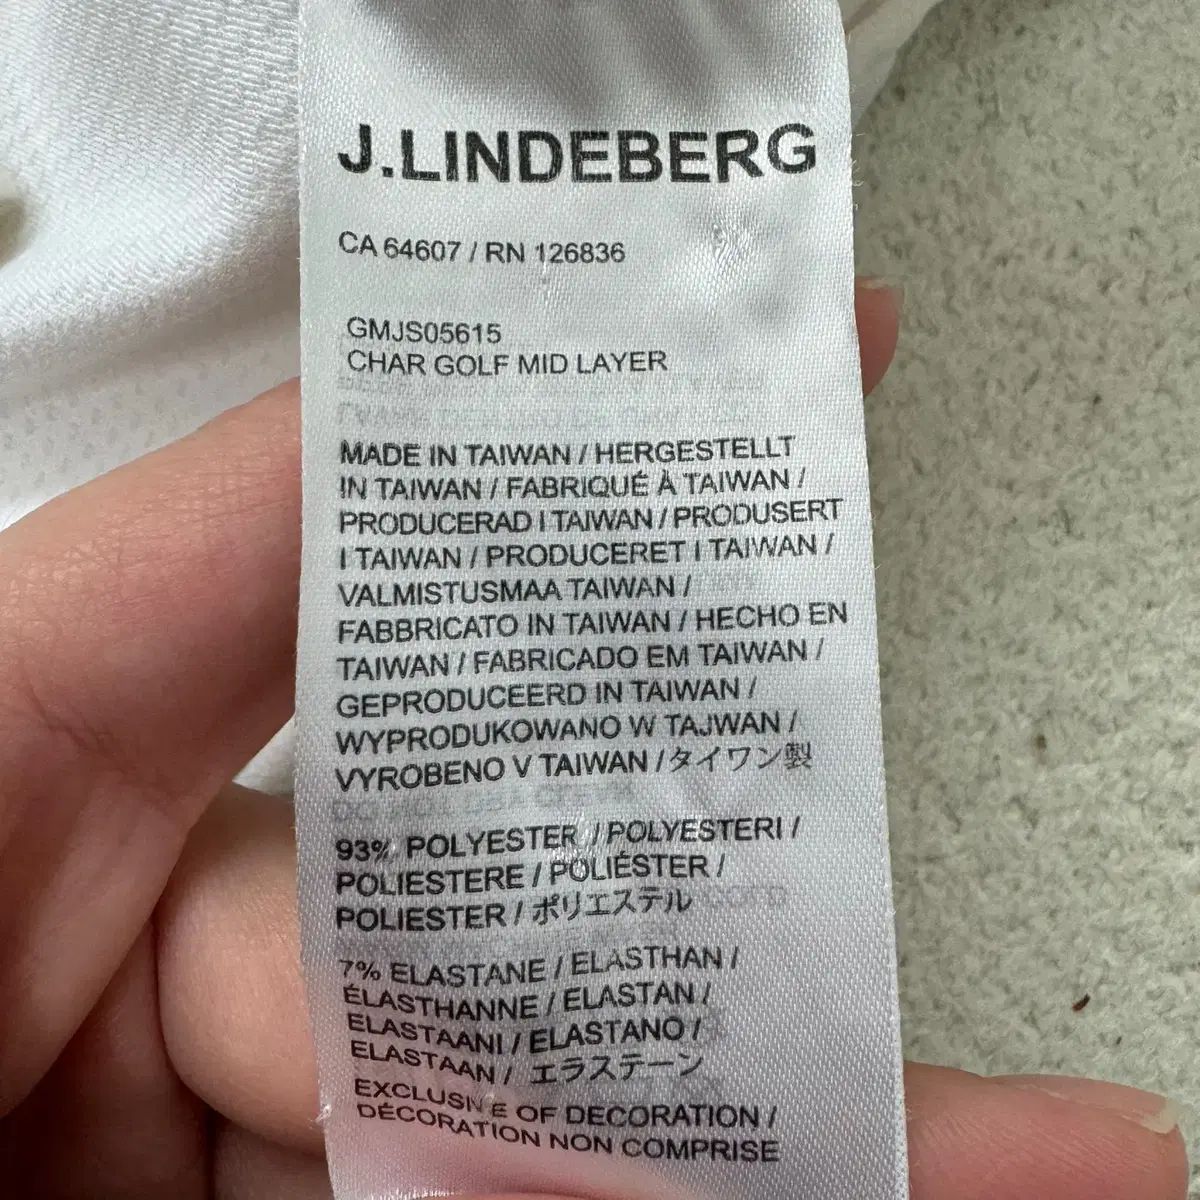 J.LINDEBERG
CA 64607 / RN 126836
GMJS05615
CHAR GOLF MID LAYER
MADE IN TAIWAN / HERGESTELLT
IN TAIWAN / FABRIQUÉ À TAIWAN /
PRODUCERAD I TAIWAN / PRODUSERT
I TAIWAN / PRODUCERET I TAIWAN /
VALMISTUSMAA TAIWAN /
FABBRICATO IN TAIWAN / HECHO EN
TAIWAN / FABRICADO EM TAIWAN /
GEPRODUCEERD IN TAIWAN /
WYPRODUKOWANO W TAJWAN /
VYROBENO V TAIWAN / タイワン製
93% POLYESTER / POLYESTERI /
POLIESTERE / POLIÉSTER /
POLIESTER / ポリエステル
7% ELASTANE / ELASTHAN /
ÉLASTHANNE / ELASTAN /
ELASTAANI / ELASTANO /
ELASTAAN / エラステーン
EXCLUSIVE OF DECORATION /
DÉCORATION NON COMPRISE